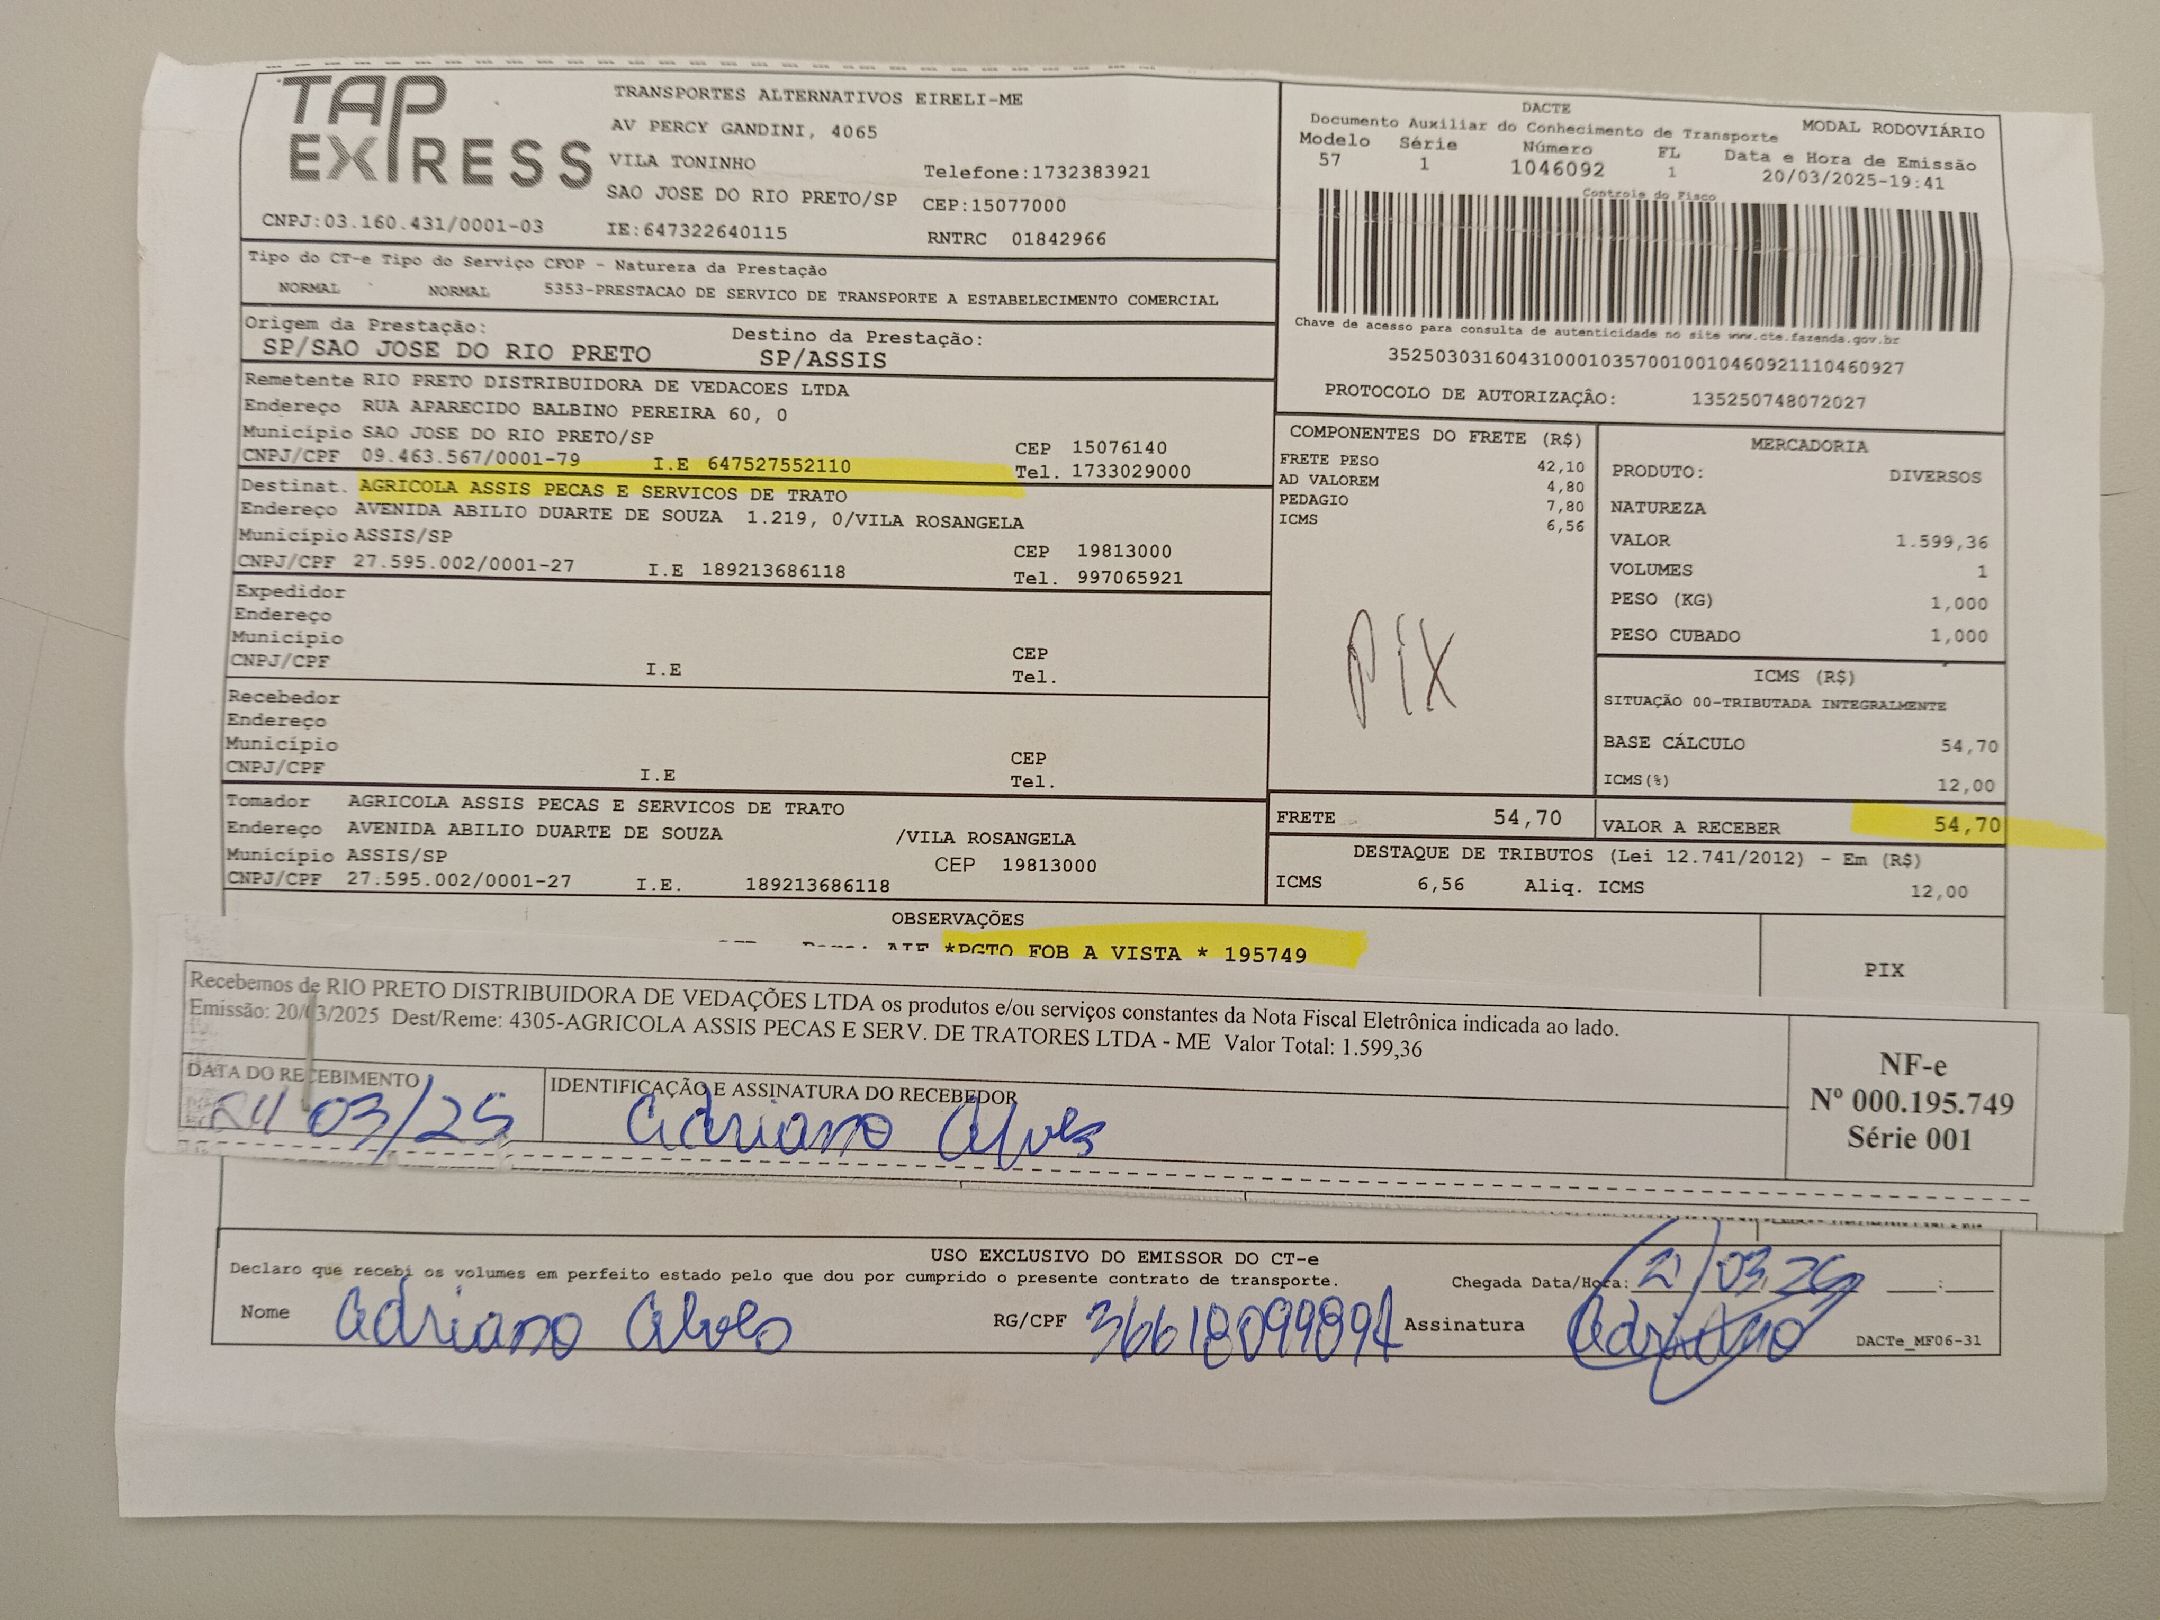 TAP EXPRESS
TRANSPORTES ALTERNATIVOS EIRELI-ME
AV PERCY GANDINI, 4065
VILA TONINHO Telefone:1732383921
SAO JOSE DO RIO PRETO/SP CEP:15077000
CNPJ:03.160.431/0001-03 IE:647322640115 RNTRC 01842966
DACTE
Documento Auxiliar do Conhecimento de Transporte MODAL RODOVIÁRIO
Modelo Série Número FL Data e Hora de Emissão
57 1 1046092 1 20/03/2025-19:41
Controle do Fisco
Chave de acesso para consulta de autenticidade no site www.cte.fazenda.gov.br
35250303160431000103570010010460921110460927
PROTOCOLO DE AUTORIZAÇÂO: 135250748072027
Tipo do CT-e Tipo do Serviço CFOP - Natureza da Prestação
NORMAL NORMAL 5353-PRESTACAO DE SERVICO DE TRANSPORTE A ESTABELECIMENTO COMERCIAL
Origem da Prestação: Destino da Prestação:
SP/SAO JOSE DO RIO PRETO SP/ASSIS
Remetente RIO PRETO DISTRIBUIDORA DE VEDACOES LTDA
Endereço RUA APARECIDO BALBINO PEREIRA 60, 0
Município SAO JOSE DO RIO PRETO/SP CEP 15076140
CNPJ/CPF 09.463.567/0001-79 I.E 647527552110 Tel. 1733029000
Destinat. AGRICOLA ASSIS PECAS E SERVICOS DE TRATO
Endereço AVENIDA ABILIO DUARTE DE SOUZA 1.219, 0/VILA ROSANGELA
Município ASSIS/SP CEP 19813000
CNPJ/CPF 27.595.002/0001-27 I.E 189213686118 Tel. 997065921
Expedidor
Endereço
Município CEP
CNPJ/CPF I.E Tel.
Recebedor
Endereço
Município CEP
CNPJ/CPF I.E Tel.
Tomador AGRICOLA ASSIS PECAS E SERVICOS DE TRATO
Endereço AVENIDA ABILIO DUARTE DE SOUZA /VILA ROSANGELA
Município ASSIS/SP CEP 19813000
CNPJ/CPF 27.595.002/0001-27 I.E. 189213686118
COMPONENTES DO FRETE (R$)
FRETE PESO 42,10
AD VALOREM 4,80
PEDAGIO 7,80
ICMS 6,56
PIX
MERCADORIA
PRODUTO: DIVERSOS
NATUREZA
VALOR 1.599,36
VOLUMES 1
PESO (KG) 1,000
PESO CUBADO 1,000
ICMS (R$)
SITUAÇÃO 00-TRIBUTADA INTEGRALMENTE
BASE CÁLCULO 54,70
ICMS(%) 12,00
FRETE 54,70 VALOR A RECEBER 54,70
DESTAQUE DE TRIBUTOS (Lei 12.741/2012) - Em (R$)
ICMS 6,56 Aliq. ICMS 12,00
OBSERVAÇÕES
*PGTO FOB A VISTA * 195749
PIX
Recebemos de RIO PRETO DISTRIBUIDORA DE VEDAÇÕES LTDA os produtos e/ou serviços constantes da Nota Fiscal Eletrônica indicada ao lado.
Emissão: 20/03/2025 Dest/Reme: 4305-AGRICOLA ASSIS PECAS E SERV. DE TRATORES LTDA - ME Valor Total: 1.599,36
DATA DO RECEBIMENTO IDENTIFICAÇÃO E ASSINATURA DO RECEBEDOR
03/25 Adriano Alves
NF-e
Nº 000.195.749
Série 001
USO EXCLUSIVO DO EMISSOR DO CT-e
Declaro que recebi os volumes em perfeito estado pelo que dou por cumprido o presente contrato de transporte. Chegada Data/Hora: :
Nome Adriano Alves RG/CPF Assinatura Adriano
DACTe_MF06-31